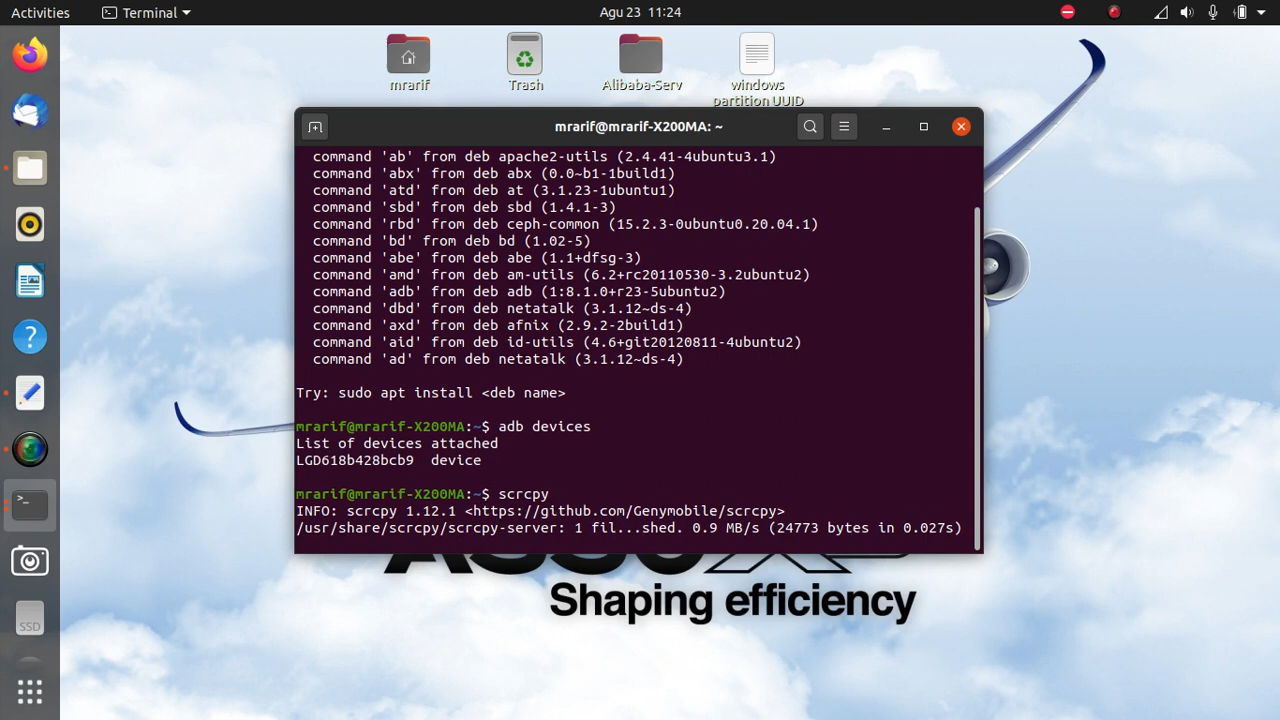 Activities
Terminal
Agu 23 11:24
mrarif
Trash
Alibaba-Serv
windows
partition UUID
mrarif@mrarif-X200MA: ~
command 'ab' from deb apache2-utils (2.4.41-4ubuntu3.1)
command 'abx' from deb abx (0.0~b1-1build1)
command 'atd' from deb at (3.1.23-1ubuntu1)
command 'sbd' from deb sbd (1.4.1-3)
command 'rbd' from deb ceph-common (15.2.3-0ubuntu0.20.04.1)
command 'bd' from deb bd (1.02-5)
command 'abe' from deb abe (1.1+dfsg-3)
command 'amd' from deb am-utils (6.2+rc20110530-3.2ubuntu2)
command 'adb' from deb adb (1:8.1.0+r23-5ubuntu2)
command 'dbd' from deb netatalk (3.1.12~ds-4)
command 'axd' from deb afnix (2.9.2-2build1)
command 'aid' from deb id-utils (4.6+git20120811-4ubuntu2)
command 'ad' from deb netatalk (3.1.12~ds-4)
Try: sudo apt install <deb name>
mrarif@mrarif-X200MA:~$ adb devices
List of devices attached
LGD618b428bcb9 device
mrarif@mrarif-X200MA:~$ scrcpy
INFO: scrcpy 1.12.1 <https://github.com/Genymobile/scrcpy>
/usr/share/scrcpy/scrcpy-server: 1 fil...shed. 0.9 MB/s (24773 bytes in 0.027s)
Shaping efficiency
SSD